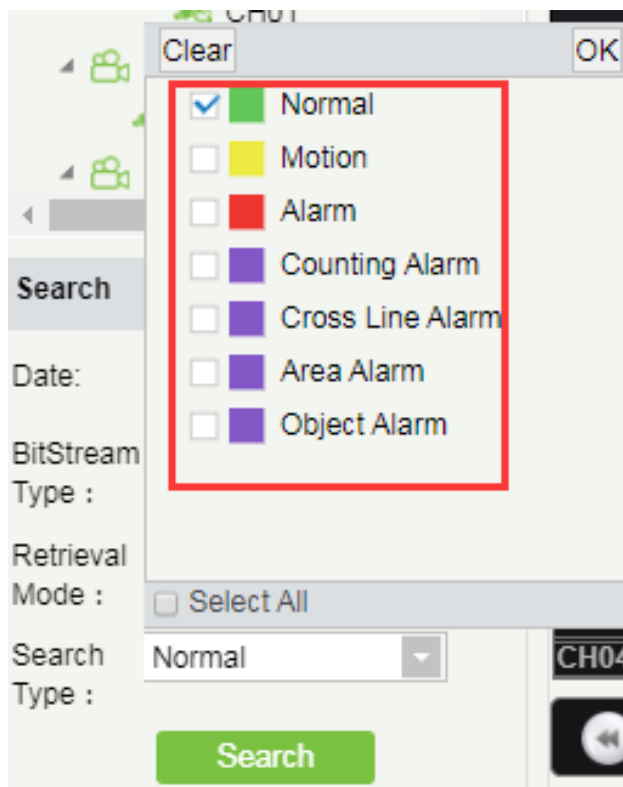 CH01
Clear
OK
Normal
Motion
Alarm
Counting Alarm
Cross Line Alarm
Area Alarm
Object Alarm
Select All
Search
Date:
BitStream
Type :
Retrieval
Mode :
Search
Type :
Normal
Search
CH04